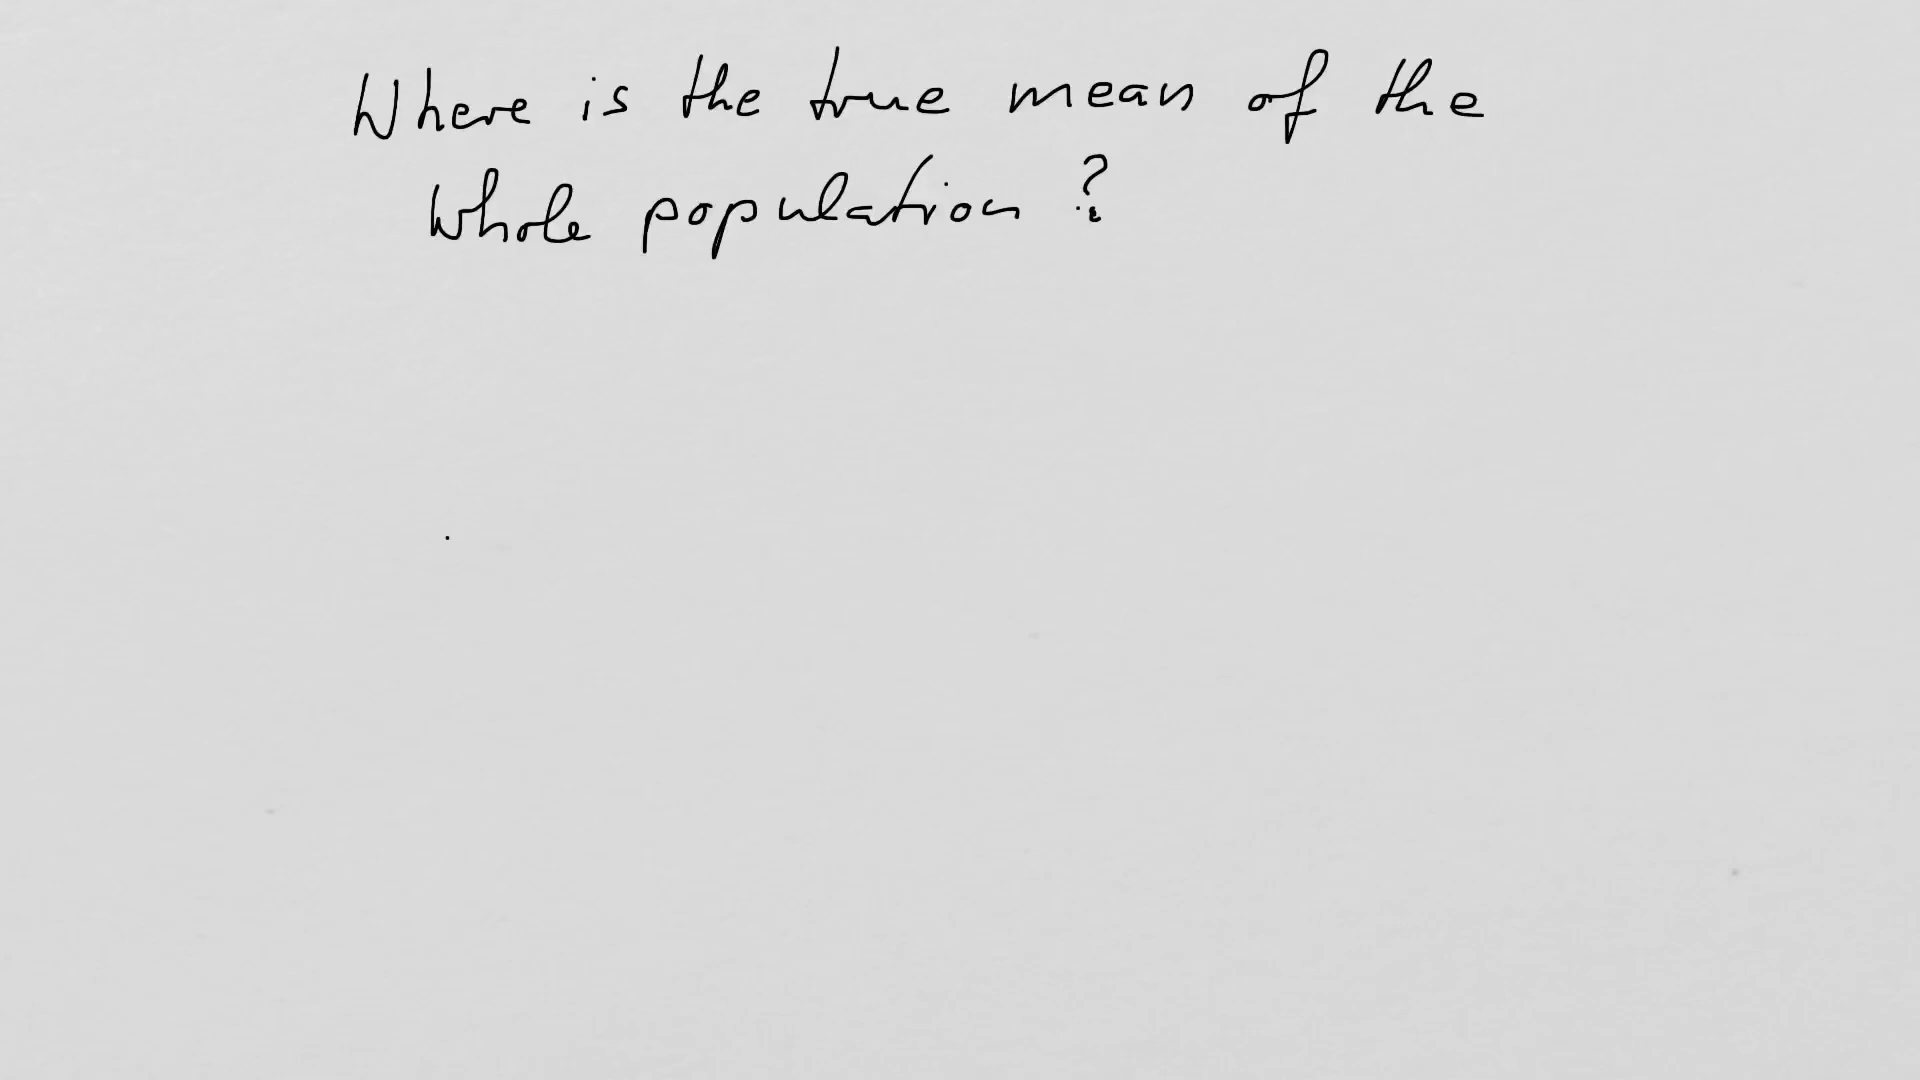 Where is the true mean of the
whole population?